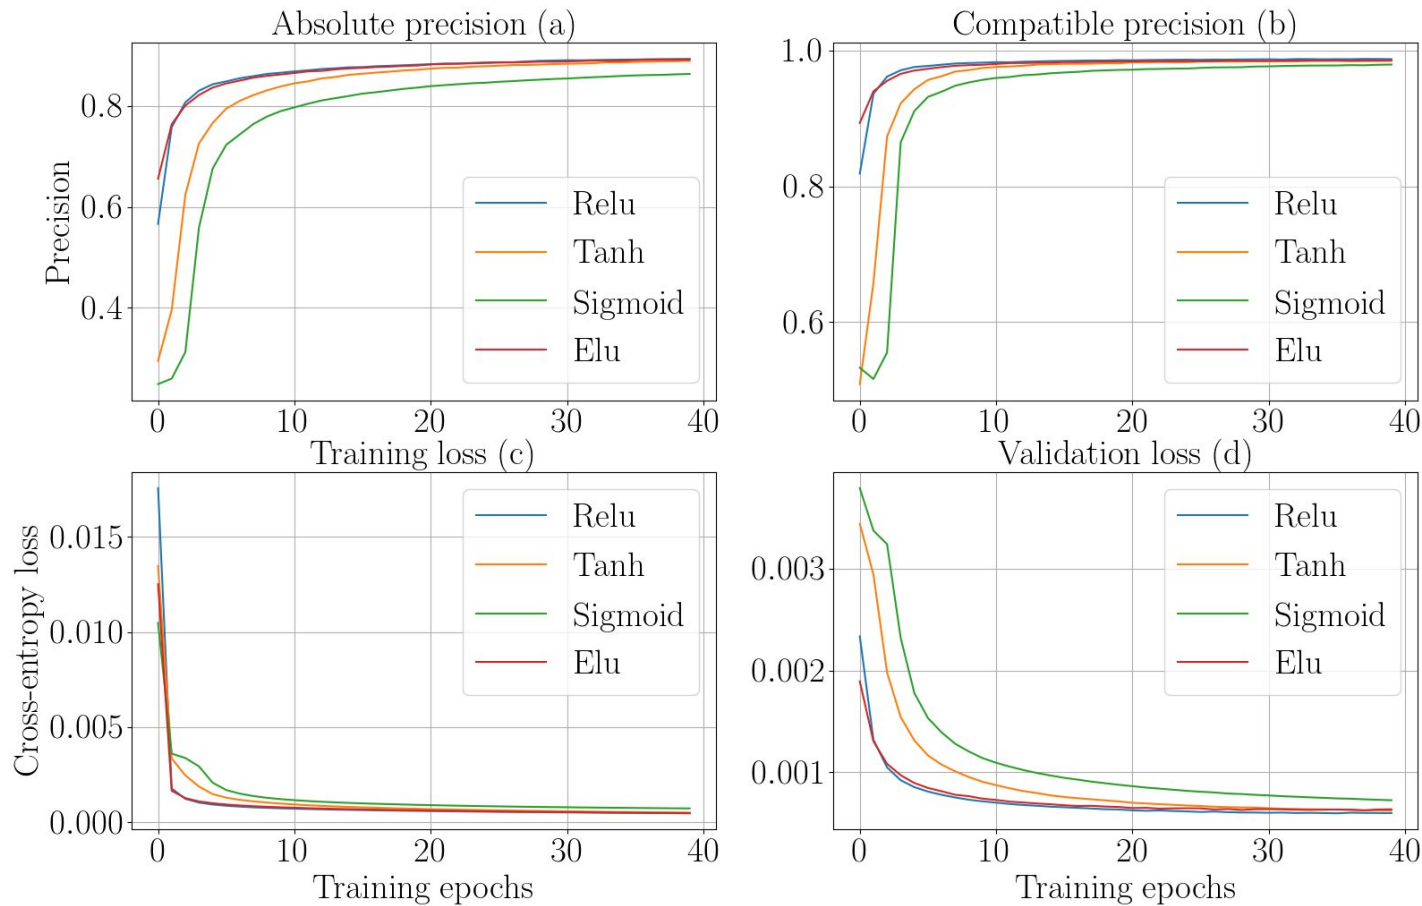 Absolute precision (a)
Precision
0.8
0.6
0.4
Relu
Tanh
Sigmoid
Elu
0 10 20 30 40
Compatible precision (b)
1.0
0.8
0.6
Relu
Tanh
Sigmoid
Elu
0 10 20 30 40
Training loss (c)
Cross-entropy loss
0.015
0.010
0.005
0.000
Relu
Tanh
Sigmoid
Elu
0 10 20 30 40
Training epochs
Validation loss (d)
0.003
0.002
0.001
Relu
Tanh
Sigmoid
Elu
0 10 20 30 40
Training epochs